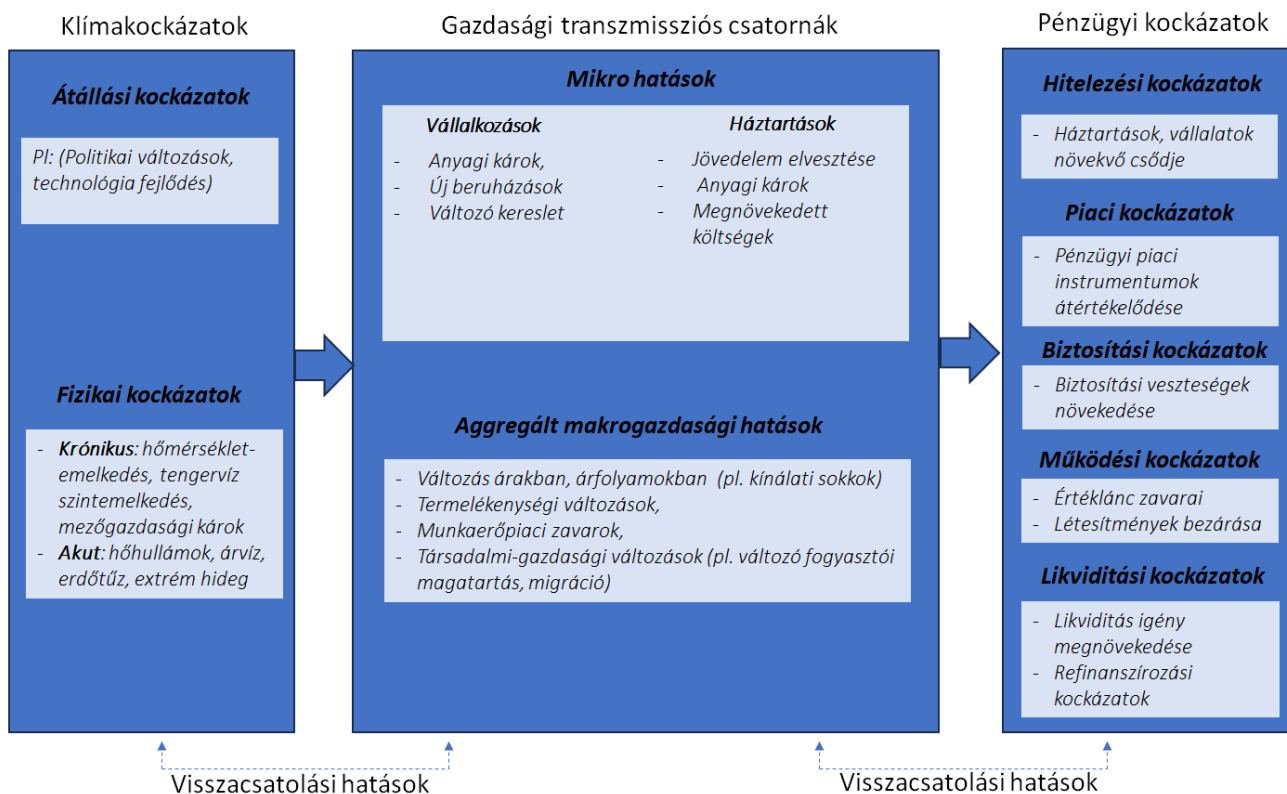 Klímakockázatok
Átállási kockázatok
Pl: (Politikai változások,
technológia fejlődés)
Fizikai kockázatok
- Krónikus: hőmérséklet-
emelkedés, tengervíz
szintemelkedés,
mezőgazdasági károk
- Akut: hőhullámok, árvíz,
erdőtűz, extrém hideg
Gazdasági transzmissziós csatornák
Mikro hatások
Vállalkozások
- Anyagi károk,
- Új beruházások
- Változó kereslet
Háztartások
- Jövedelem elvesztése
- Anyagi károk
- Megnövekedett
költségek
Aggregált makrogazdasági hatások
- Változás árakban, árfolyamokban (pl. kínálati sokkok)
- Termelékenységi változások,
- Munkaerőpiaci zavarok,
- Társadalmi-gazdasági változások (pl. változó fogyasztói
magatartás, migráció)
Pénzügyi kockázatok
Hitelezési kockázatok
- Háztartások, vállalatok
növekvő csődje
Piaci kockázatok
- Pénzügyi piaci
instrumentumok
átértékelődése
Biztosítási kockázatok
- Biztosítási veszteségek
növekedése
Működési kockázatok
- Értéklánc zavarai
- Létesítmények bezárása
Likviditási kockázatok
- Likviditás igény
megnövekedése
- Refinanszírozási
kockázatok
Visszacsatolási hatások
Visszacsatolási hatások